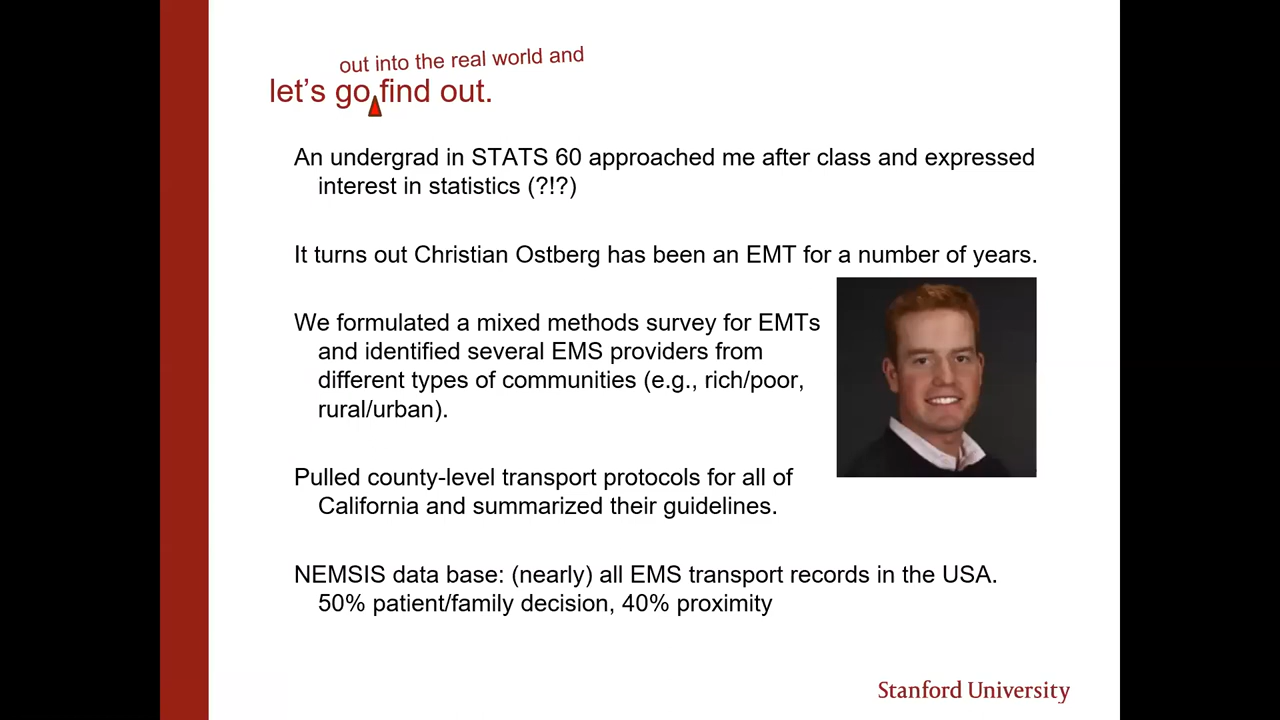 out into the real world and
let's go find out.
An undergrad in STATS 60 approached me after class and expressed
interest in statistics (?!?)
It turns out Christian Ostberg has been an EMT for a number of years.
We formulated a mixed methods survey for EMTs
and identified several EMS providers from
different types of communities (e.g., rich/poor,
rural/urban).
Pulled county-level transport protocols for all of
California and summarized their guidelines.
NEMSIS data base: (nearly) all EMS transport records in the USA.
50% patient/family decision, 40% proximity
Stanford University